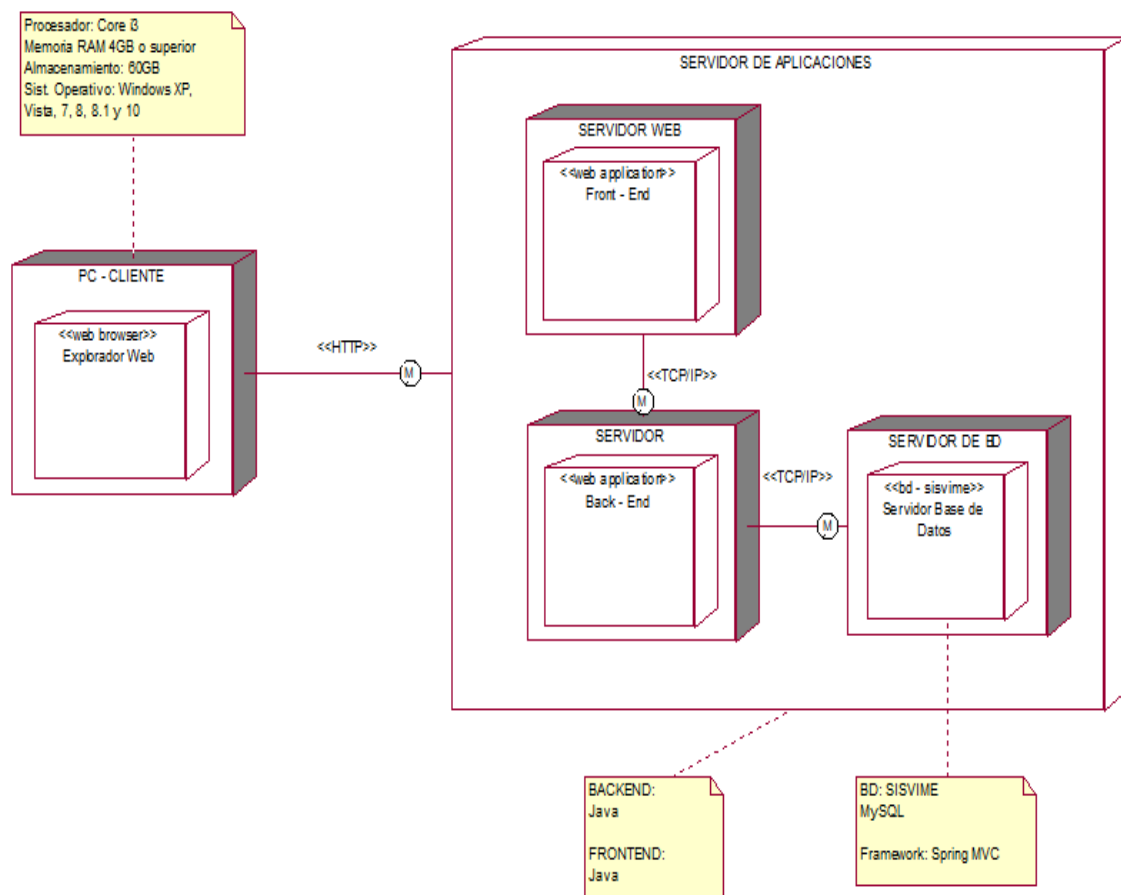 Procesador: Core i3
Memoria RAM 4GB o superior
Almacenamiento: 60GB
Sist. Operativo: Windows XP,
Vista, 7, 8, 8.1 y 10
SERVIDOR DE APLICACIONES
SERVIDOR WEB
<<web application>>
Front - End
PC - CLIENTE
<<web browser>>
Explorador Web
<<HTTP>>
M
<<TCP/IP>>
M
SERVIDOR
<<web application>>
Back - End
<<TCP/IP>>
M
SERVIDOR DE BD
<<bd - sisvime>>
Servidor Base de
Datos
BACKEND:
Java
FRONTEND:
Java
BD: SISVIME
MySQL
Framework: Spring MVC